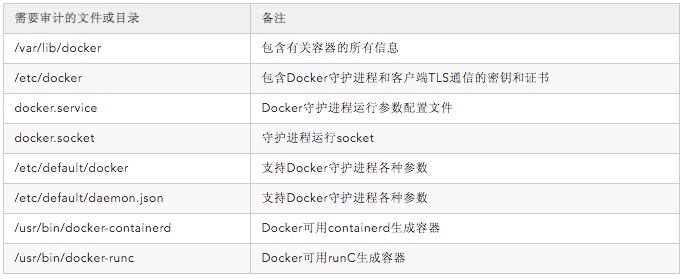 需要审计的文件或目录 备注
/var/lib/docker 包含有关容器的所有信息
/etc/docker 包含Docker守护进程和客户端TLS通信的密钥和证书
docker.service Docker守护进程运行参数配置文件
docker.socket 守护进程运行socket
/etc/default/docker 支持Docker守护进程各种参数
/etc/default/daemon.json 支持Docker守护进程各种参数
/usr/bin/docker-containerd Docker可用containerd生成容器
/usr/bin/docker-runc Docker可用runC生成容器